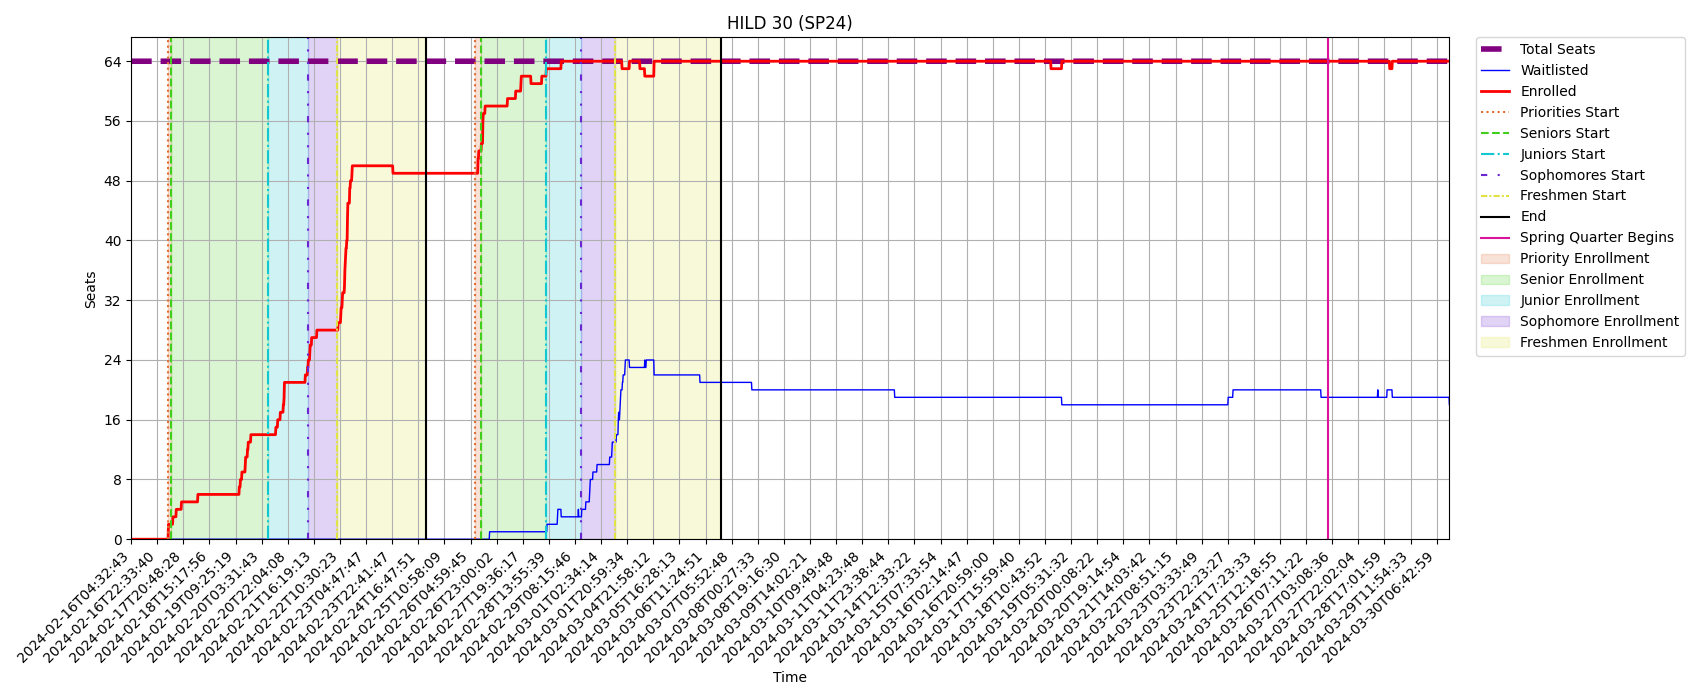 HILD 30 (SP24)
Seats
64
56
48
40
32
24
16
8
0
2024-02-16T04:32:43
2024-02-16T22:33:40
2024-02-17T20:48:28
2024-02-18T15:17:56
2024-02-19T09:25:19
2024-02-20T03:31:43
2024-02-20T22:04:08
2024-02-21T16:19:13
2024-02-22T10:30:23
2024-02-23T04:47:47
2024-02-23T22:41:47
2024-02-24T16:47:51
2024-02-25T10:58:09
2024-02-26T04:59:45
2024-02-26T23:00:02
2024-02-27T19:36:17
2024-02-28T13:55:39
2024-02-29T08:15:46
2024-03-01T02:34:14
2024-03-01T20:59:34
2024-03-04T21:58:12
2024-03-05T16:28:13
2024-03-06T11:24:51
2024-03-07T05:52:48
2024-03-08T00:27:33
2024-03-08T19:16:30
2024-03-09T14:02:21
2024-03-10T09:49:48
2024-03-11T04:23:48
2024-03-11T23:38:44
2024-03-14T12:33:22
2024-03-15T07:33:54
2024-03-16T02:14:47
2024-03-16T20:59:00
2024-03-17T15:59:40
2024-03-18T10:43:52
2024-03-19T05:31:32
2024-03-20T00:08:22
2024-03-20T19:14:54
2024-03-21T14:03:42
2024-03-22T08:51:15
2024-03-23T03:33:49
2024-03-23T22:23:27
2024-03-24T17:23:33
2024-03-25T12:18:55
2024-03-26T07:11:22
2024-03-27T03:08:36
2024-03-27T22:02:04
2024-03-28T17:01:59
2024-03-29T11:54:33
2024-03-30T06:42:59
Time
Total Seats
Waitlisted
Enrolled
Priorities Start
Seniors Start
Juniors Start
Sophomores Start
Freshmen Start
End
Spring Quarter Begins
Priority Enrollment
Senior Enrollment
Junior Enrollment
Sophomore Enrollment
Freshmen Enrollment